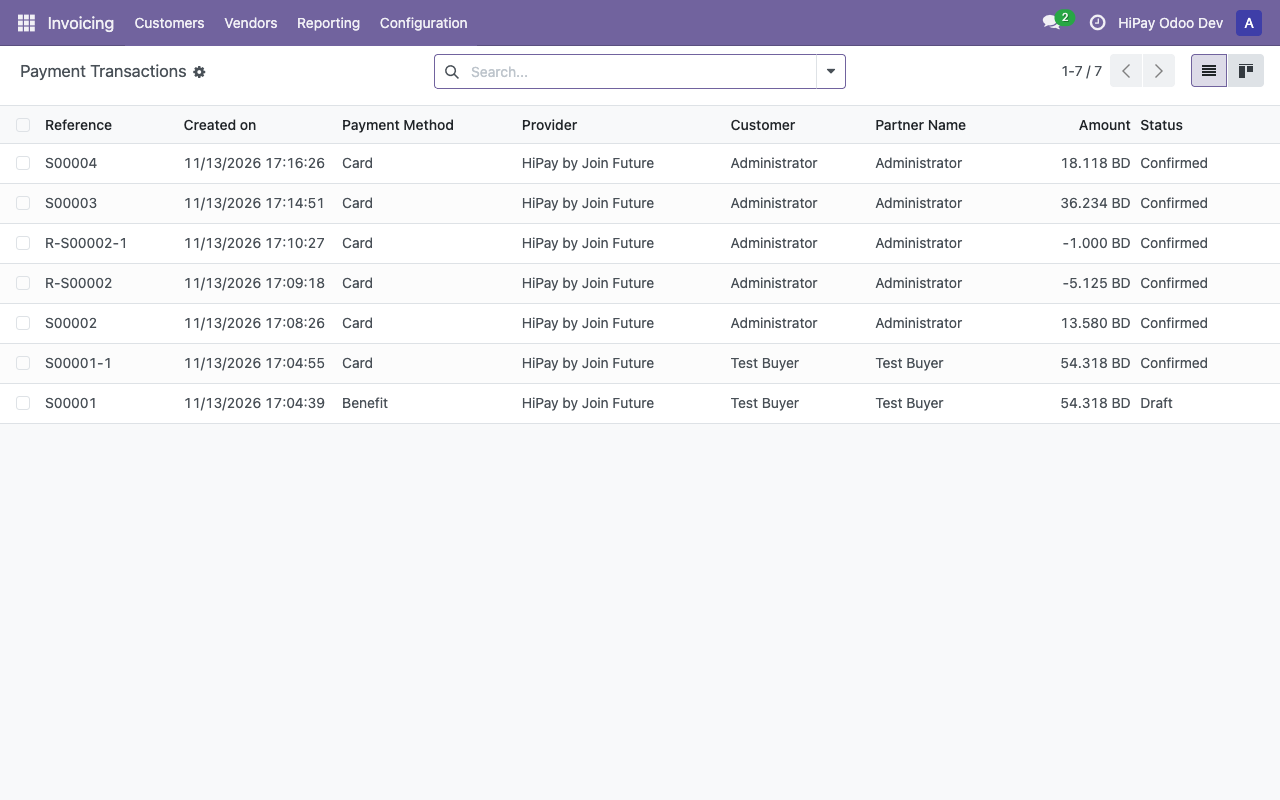 Invoicing Customers Vendors Reporting Configuration 2 HiPay Odoo Dev A
Payment Transactions Search... 1-7 / 7
Reference Created on Payment Method Provider Customer Partner Name Amount Status
S00004 11/13/2026 17:16:26 Card HiPay by Join Future Administrator Administrator 18.118 BD Confirmed
S00003 11/13/2026 17:14:51 Card HiPay by Join Future Administrator Administrator 36.234 BD Confirmed
R-S00002-1 11/13/2026 17:10:27 Card HiPay by Join Future Administrator Administrator -1.000 BD Confirmed
R-S00002 11/13/2026 17:09:18 Card HiPay by Join Future Administrator Administrator -5.125 BD Confirmed
S00002 11/13/2026 17:08:26 Card HiPay by Join Future Administrator Administrator 13.580 BD Confirmed
S00001-1 11/13/2026 17:04:55 Card HiPay by Join Future Test Buyer Test Buyer 54.318 BD Confirmed
S00001 11/13/2026 17:04:39 Benefit HiPay by Join Future Test Buyer Test Buyer 54.318 BD Draft